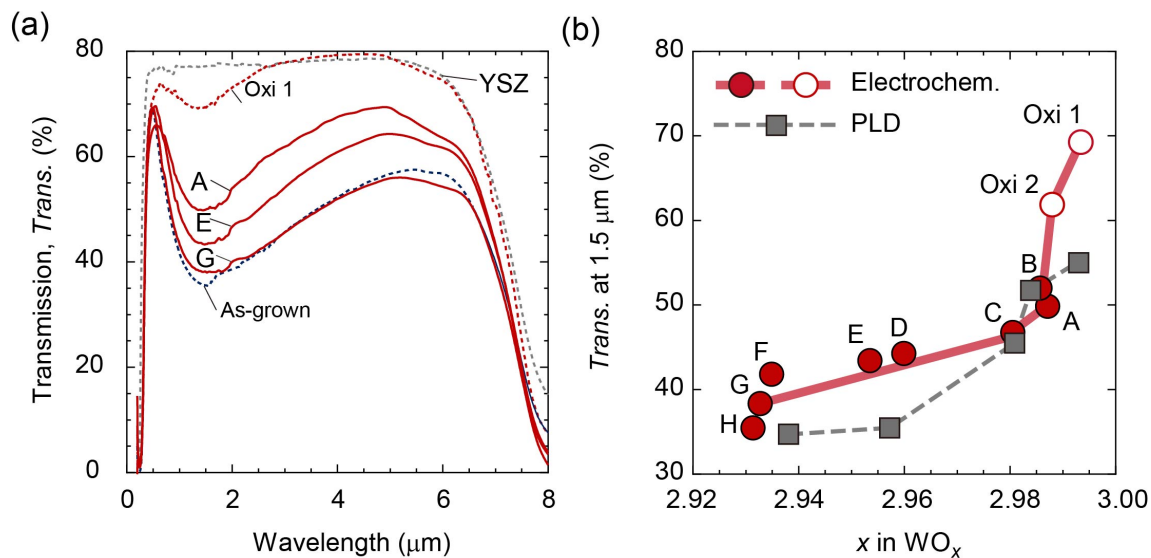 (a)
80
60
40
20
0
Transmission, Trans. (%)
0
2
4
6
8
Wavelength (μm)
YSZ
Oxi 1
A
E
G
As-grown
(b)
80
70
60
50
40
30
Trans. at 1.5 μm (%)
2.92
2.94
2.96
2.98
3.00
x in WOx
Electrochem.
PLD
Oxi 1
Oxi 2
B
A
C
D
E
F
G
H